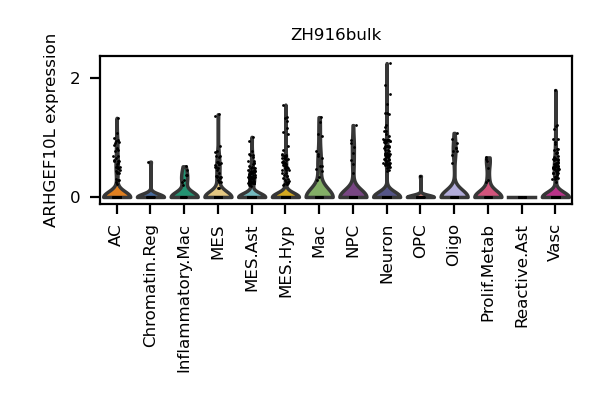 ZH916bulk
ARHGEF10L expression
2
0
AC
Chromatin.Reg
Inflammatory.Mac
MES
MES.Ast
MES.Hyp
Mac
NPC
Neuron
OPC
Oligo
Prolif.Metab
Reactive.Ast
Vasc